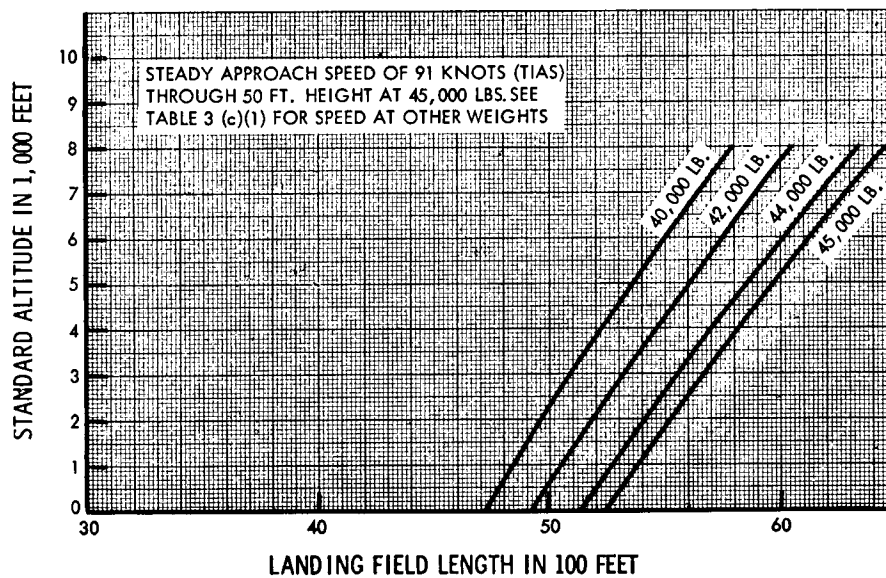 STANDARD ALTITUDE IN 1,000 FEET
10
9
8
7
6
5
4
3
2
1
0
STEADY APPROACH SPEED OF 91 KNOTS (TIAS)
THROUGH 50 FT. HEIGHT AT 45,000 LBS. SEE
TABLE 3 (c)(1) FOR SPEED AT OTHER WEIGHTS
40,000 LB.
42,000 LB.
44,000 LB.
45,000 LB.
30
40
50
60
LANDING FIELD LENGTH IN 100 FEET